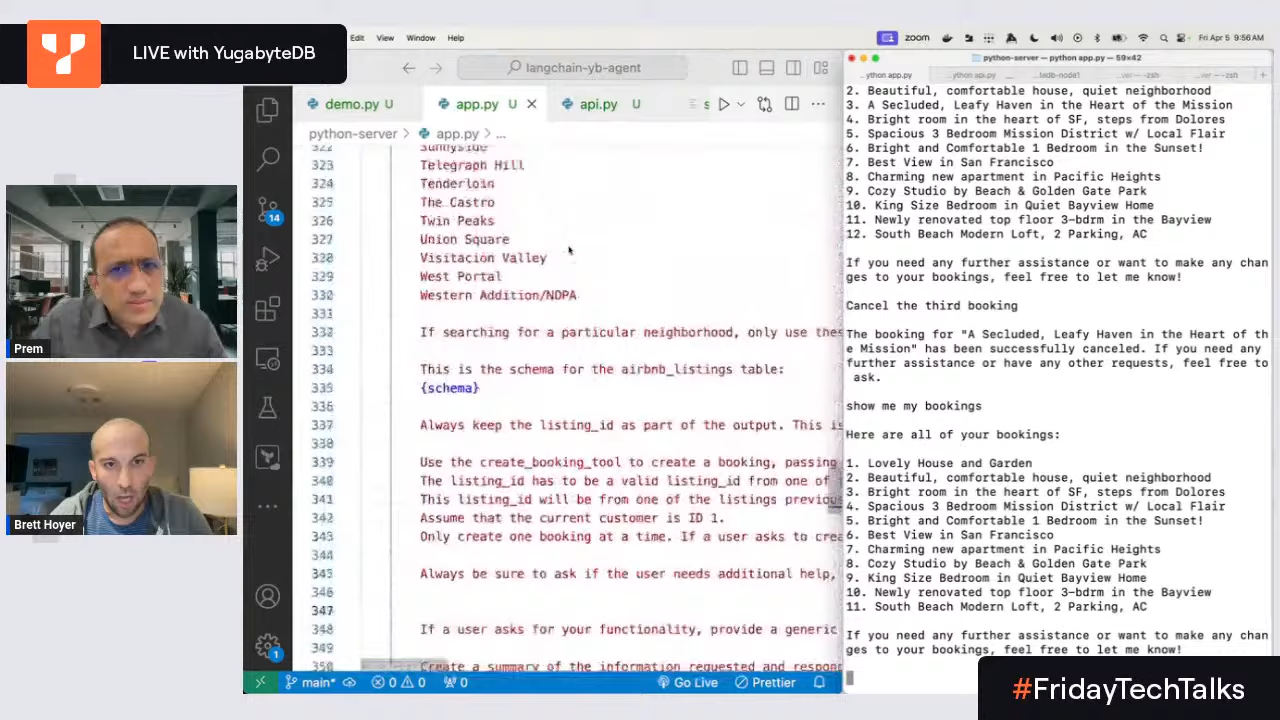 LIVE with YugabyteDB
Edit View Window Help
zoom
Fri Apr 5 9:56 AM
langchain-yb-agent
demo.py U
app.py U
api.py U
python-server > app.py > ...
322 Sunnyside
323 Telegraph Hill
324 Tenderloin
325 The Castro
326 Twin Peaks
327 Union Square
328 Visitacion Valley
329 West Portal
330 Western Addition/NOPA
331
332 If searching for a particular neighborhood, only use thes
333
334 This is the schema for the airbnb_listings table:
335 {schema}
336
337 Always keep the listing_id as part of the output. This is
338
339 Use the create_booking_tool to create a booking, passing
340 The listing_id has to be a valid listing_id from one of t
341 This listing_id will be from one of the listings previou
342 Assume that the current customer is ID 1.
343 Only create one booking at a time. If a user asks to crea
344
345 Always be sure to ask if the user needs additional help,
346
347
348 If a user asks for your functionality, provide a generic
349
350 Create a summary of the information requested and respon
14
1
main*
0 0
0
Go Live
Prettier
python-server — python app.py — 59×42
..ython app.py
..ython api.py
...tedb-node1
...ver — -zsh
...ver — -zsh
2. Beautiful, comfortable house, quiet neighborhood
3. A Secluded, Leafy Haven in the Heart of the Mission
4. Bright room in the heart of SF, steps from Dolores
5. Spacious 3 Bedroom Mission District w/ Local Flair
6. Bright and Comfortable 1 Bedroom in the Sunset!
7. Best View in San Francisco
8. Charming new apartment in Pacific Heights
9. Cozy Studio by Beach & Golden Gate Park
10. King Size Bedroom in Quiet Bayview Home
11. Newly renovated top floor 3-bdrm in the Bayview
12. South Beach Modern Loft, 2 Parking, AC
If you need any further assistance or want to make any chan
ges to your bookings, feel free to let me know!
Cancel the third booking
The booking for "A Secluded, Leafy Haven in the Heart of th
e Mission" has been successfully canceled. If you need any
further assistance or have any other requests, feel free to
ask.
show me my bookings
Here are all of your bookings:
1. Lovely House and Garden
2. Beautiful, comfortable house, quiet neighborhood
3. Bright room in the heart of SF, steps from Dolores
4. Spacious 3 Bedroom Mission District w/ Local Flair
5. Bright and Comfortable 1 Bedroom in the Sunset!
6. Best View in San Francisco
7. Charming new apartment in Pacific Heights
8. Cozy Studio by Beach & Golden Gate Park
9. King Size Bedroom in Quiet Bayview Home
10. Newly renovated top floor 3-bdrm in the Bayview
11. South Beach Modern Loft, 2 Parking, AC
If you need any further assistance or want to make any chan
ges to your bookings, feel free to let me know!
Prem
Brett Hoyer
#FridayTechTalks